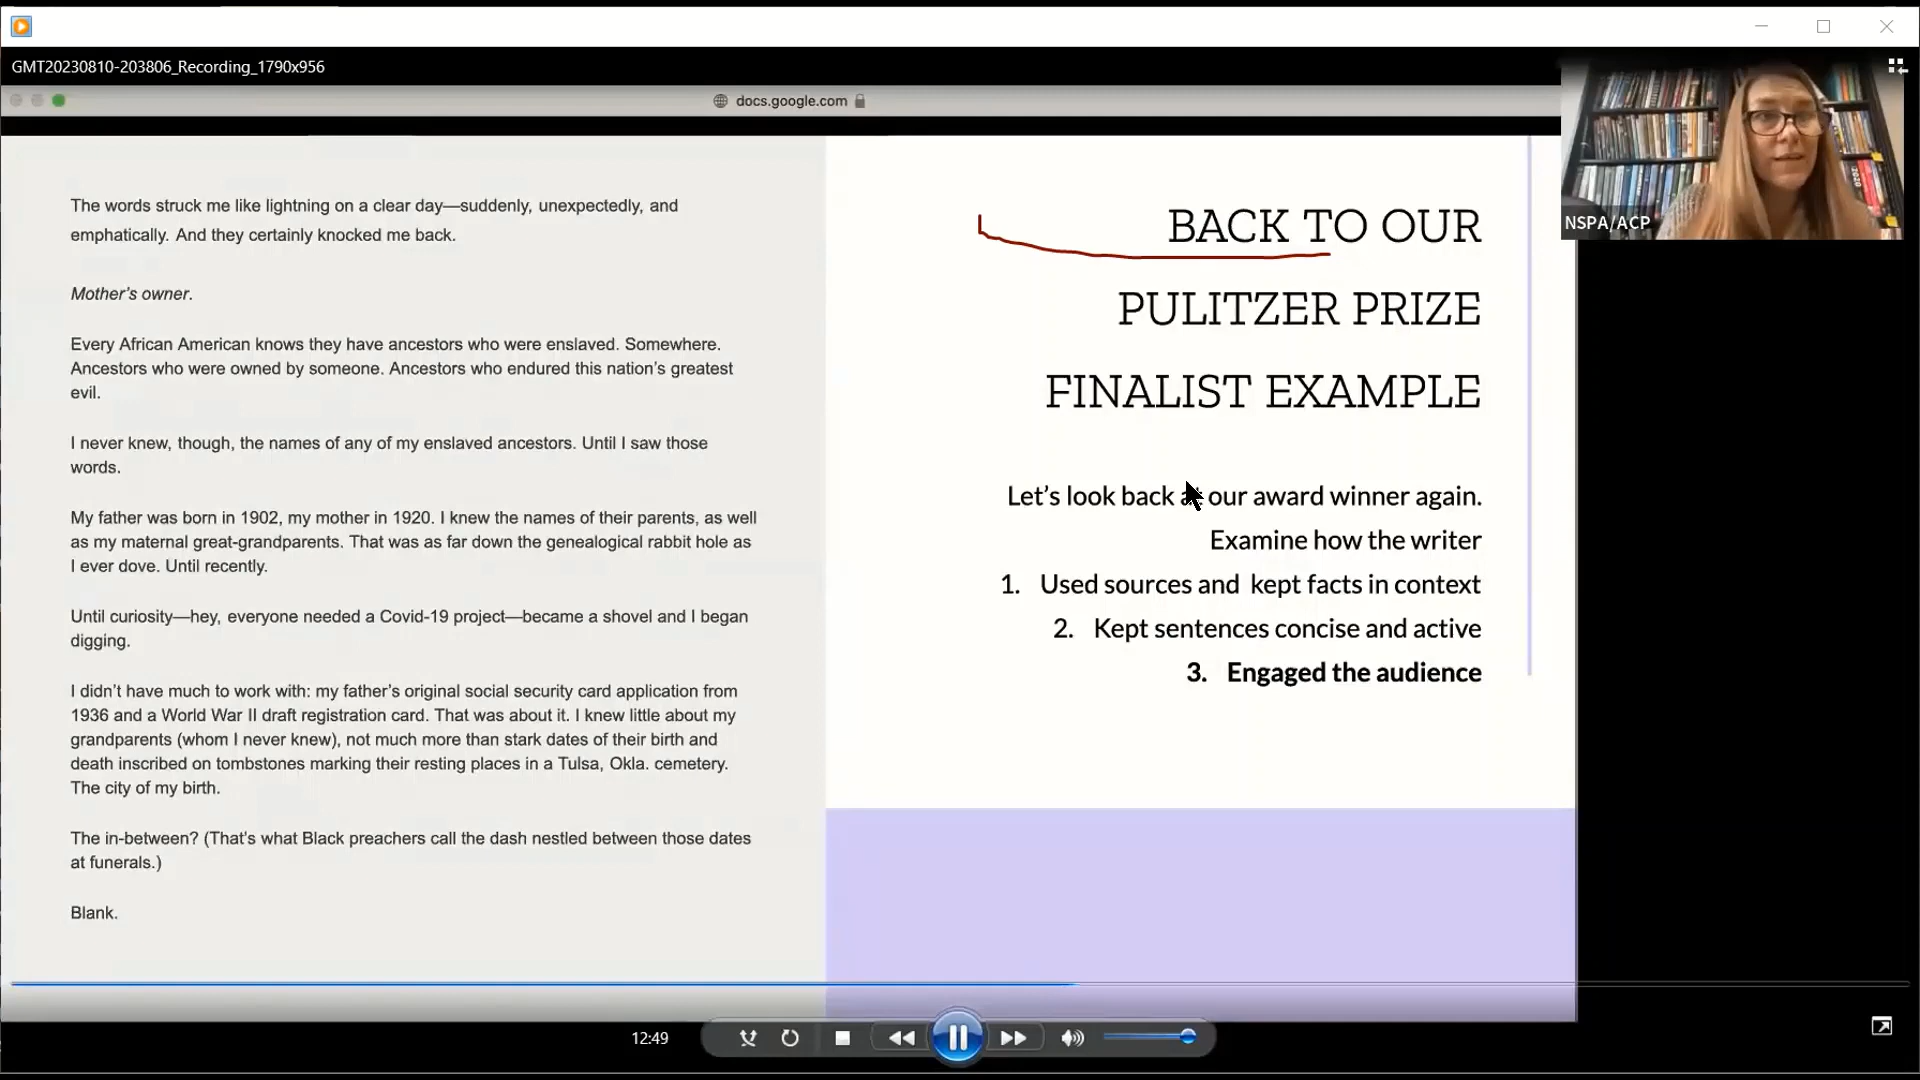 GMT20230810-203806_Recording_1790x956
docs.google.com
NSPA/ACP
The words struck me like lightning on a clear day—suddenly, unexpectedly, and
emphatically. And they certainly knocked me back.
Mother's owner.
Every African American knows they have ancestors who were enslaved. Somewhere.
Ancestors who were owned by someone. Ancestors who endured this nation's greatest
evil.
I never knew, though, the names of any of my enslaved ancestors. Until I saw those
words.
My father was born in 1902, my mother in 1920. I knew the names of their parents, as well
as my maternal great-grandparents. That was as far down the genealogical rabbit hole as
I ever dove. Until recently.
Until curiosity—hey, everyone needed a Covid-19 project—became a shovel and I began
digging.
I didn't have much to work with: my father's original social security card application from
1936 and a World War II draft registration card. That was about it. I knew little about my
grandparents (whom I never knew), not much more than stark dates of their birth and
death inscribed on tombstones marking their resting places in a Tulsa, Okla. cemetery.
The city of my birth.
The in-between? (That's what Black preachers call the dash nestled between those dates
at funerals.)
Blank.
BACK TO OUR
PULITZER PRIZE
FINALIST EXAMPLE
Let's look back at our award winner again.
Examine how the writer
1. Used sources and kept facts in context
2. Kept sentences concise and active
3. Engaged the audience
12:49